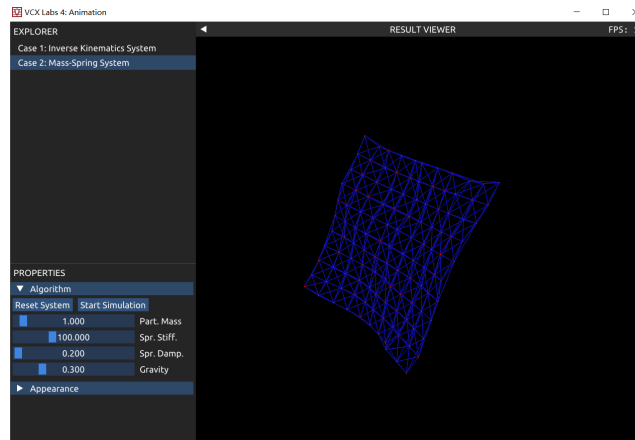 VCX Labs 4: Animation
EXPLORER
RESULT VIEWER
FPS:
Case 1: Inverse Kinematics System
Case 2: Mass-Spring System
PROPERTIES
Algorithm
Reset System Start Simulation
1.000 Part. Mass
100.000 Spr. Stiff.
0.200 Spr. Damp.
0.300 Gravity
Appearance